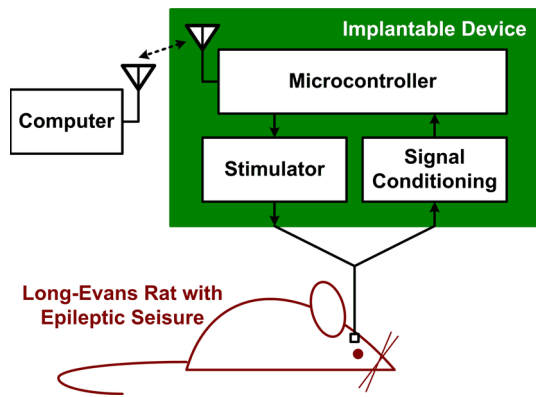 Implantable Device
Microcontroller
Computer
Stimulator
Signal
Conditioning
Long-Evans Rat with
Epileptic Seisure